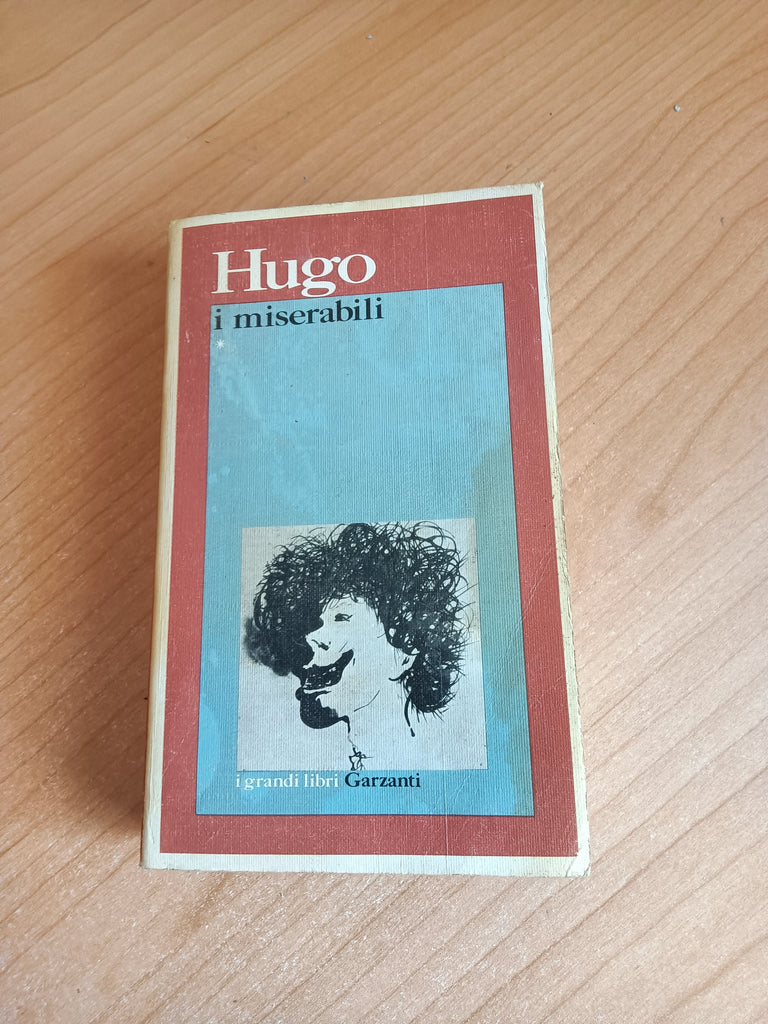 Hugo
i miserabili
*
i grandi libri Garzanti